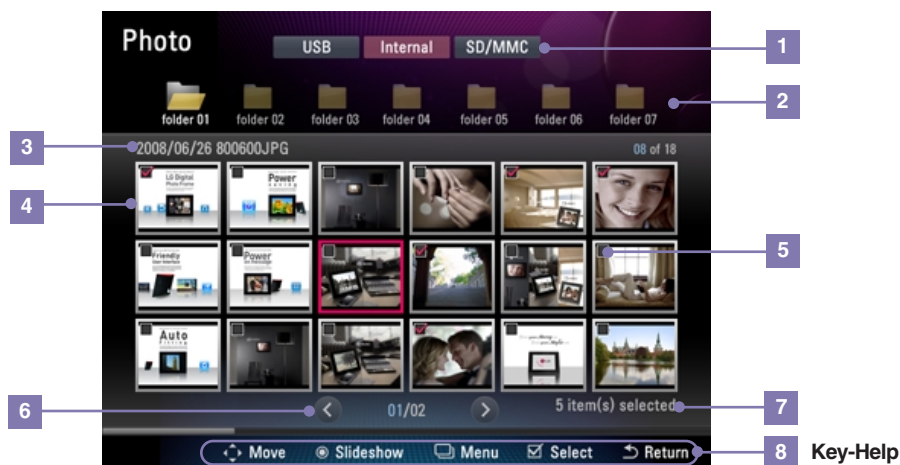 Photo
USB Internal SD/MMC
1
folder 01 folder 02 folder 03 folder 04 folder 05 folder 06 folder 07
2
3
2008/06/26 800600JPG 08 of 18
4
LG Digital
Photo Frame
Power
Friendly
User Interface
Power
5
Auto
6
01/02
5 item(s) selected
7
Move Slideshow Menu Select Return
8 Key-Help